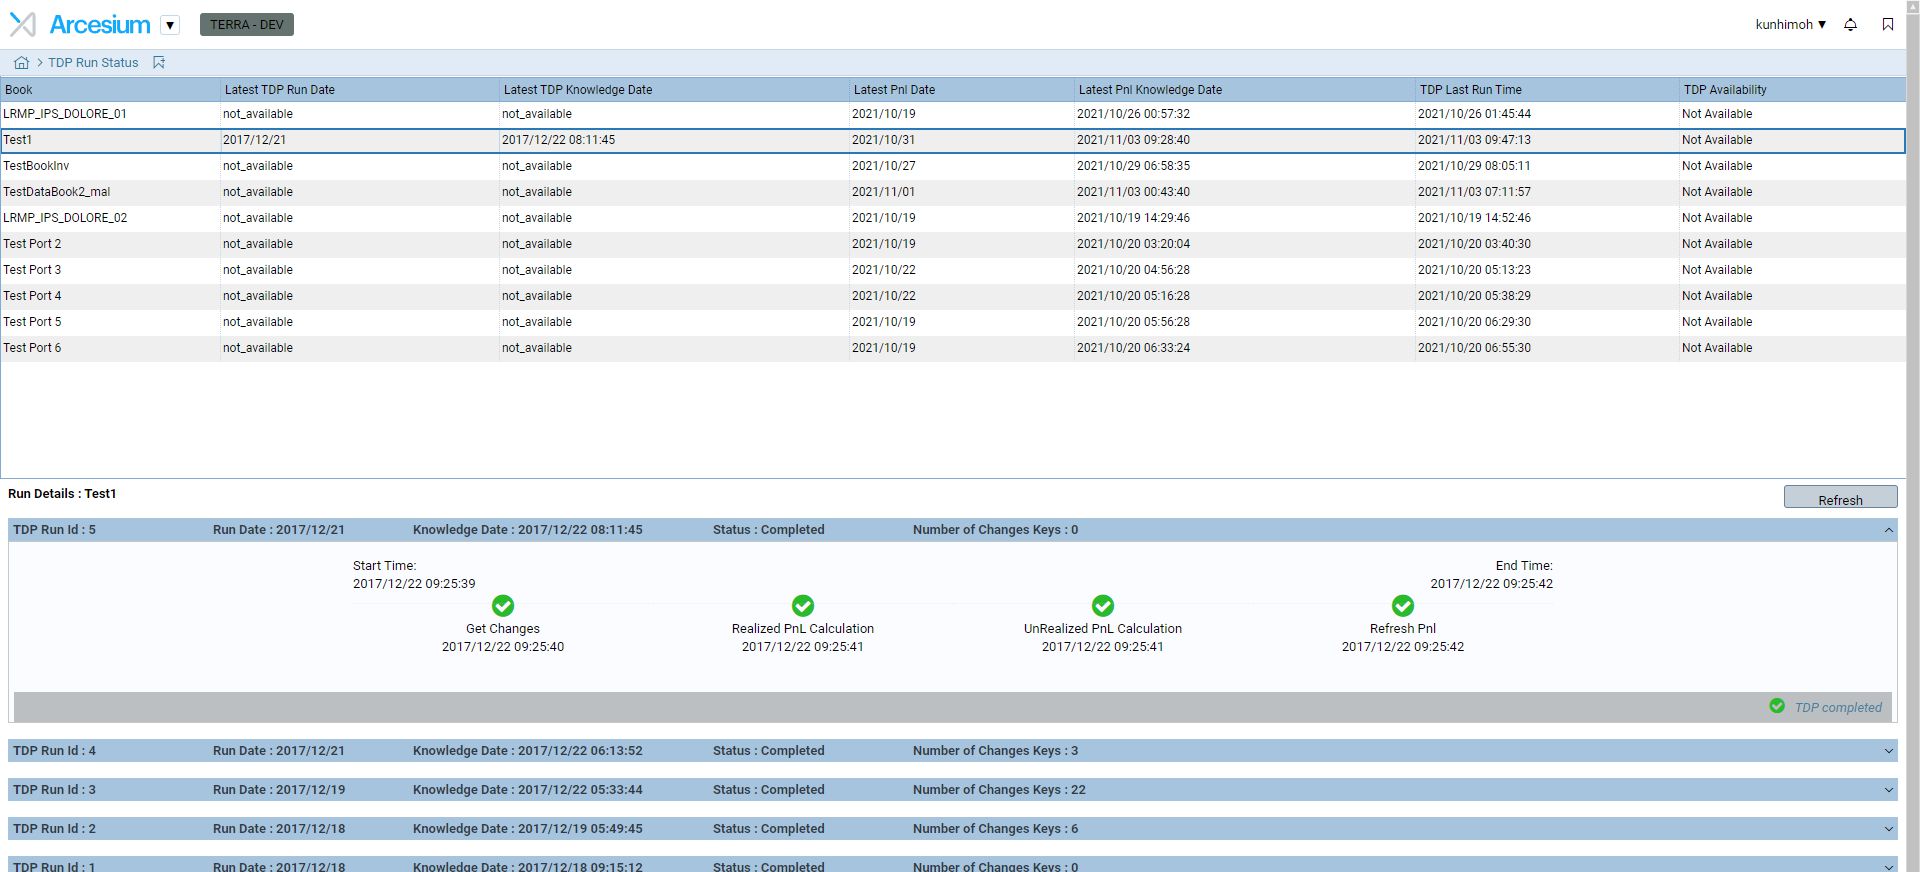 Arcesium ▼ TERRA - DEV kunhimoh ▼
> TDP Run Status
Book Latest TDP Run Date Latest TDP Knowledge Date Latest Pnl Date Latest Pnl Knowledge Date TDP Last Run Time TDP Availability
LRMP_IPS_DOLORE_01 not_available not_available 2021/10/19 2021/10/26 00:57:32 2021/10/26 01:45:44 Not Available
Test1 2017/12/21 2017/12/22 08:11:45 2021/10/31 2021/11/03 09:28:40 2021/11/03 09:47:13 Not Available
TestBookInv not_available not_available 2021/10/27 2021/10/29 06:58:35 2021/10/29 08:05:11 Not Available
TestDataBook2_mal not_available not_available 2021/11/01 2021/11/03 00:43:40 2021/11/03 07:11:57 Not Available
LRMP_IPS_DOLORE_02 not_available not_available 2021/10/19 2021/10/19 14:29:46 2021/10/19 14:52:46 Not Available
Test Port 2 not_available not_available 2021/10/19 2021/10/20 03:20:04 2021/10/20 03:40:30 Not Available
Test Port 3 not_available not_available 2021/10/22 2021/10/20 04:56:28 2021/10/20 05:13:23 Not Available
Test Port 4 not_available not_available 2021/10/22 2021/10/20 05:16:28 2021/10/20 05:38:29 Not Available
Test Port 5 not_available not_available 2021/10/19 2021/10/20 05:56:28 2021/10/20 06:29:30 Not Available
Test Port 6 not_available not_available 2021/10/19 2021/10/20 06:33:24 2021/10/20 06:55:30 Not Available
Run Details : Test1 Refresh
TDP Run Id : 5 Run Date : 2017/12/21 Knowledge Date : 2017/12/22 08:11:45 Status : Completed Number of Changes Keys : 0
Start Time: End Time:
2017/12/22 09:25:39 2017/12/22 09:25:42
Get Changes Realized PnL Calculation UnRealized PnL Calculation Refresh Pnl
2017/12/22 09:25:40 2017/12/22 09:25:41 2017/12/22 09:25:41 2017/12/22 09:25:42
TDP completed
TDP Run Id : 4 Run Date : 2017/12/21 Knowledge Date : 2017/12/22 06:13:52 Status : Completed Number of Changes Keys : 3
TDP Run Id : 3 Run Date : 2017/12/19 Knowledge Date : 2017/12/22 05:33:44 Status : Completed Number of Changes Keys : 22
TDP Run Id : 2 Run Date : 2017/12/18 Knowledge Date : 2017/12/19 05:49:45 Status : Completed Number of Changes Keys : 6
TDP Run Id : 1 Run Date : 2017/12/18 Knowledge Date : 2017/12/18 09:15:12 Status : Completed Number of Changes Keys : 0